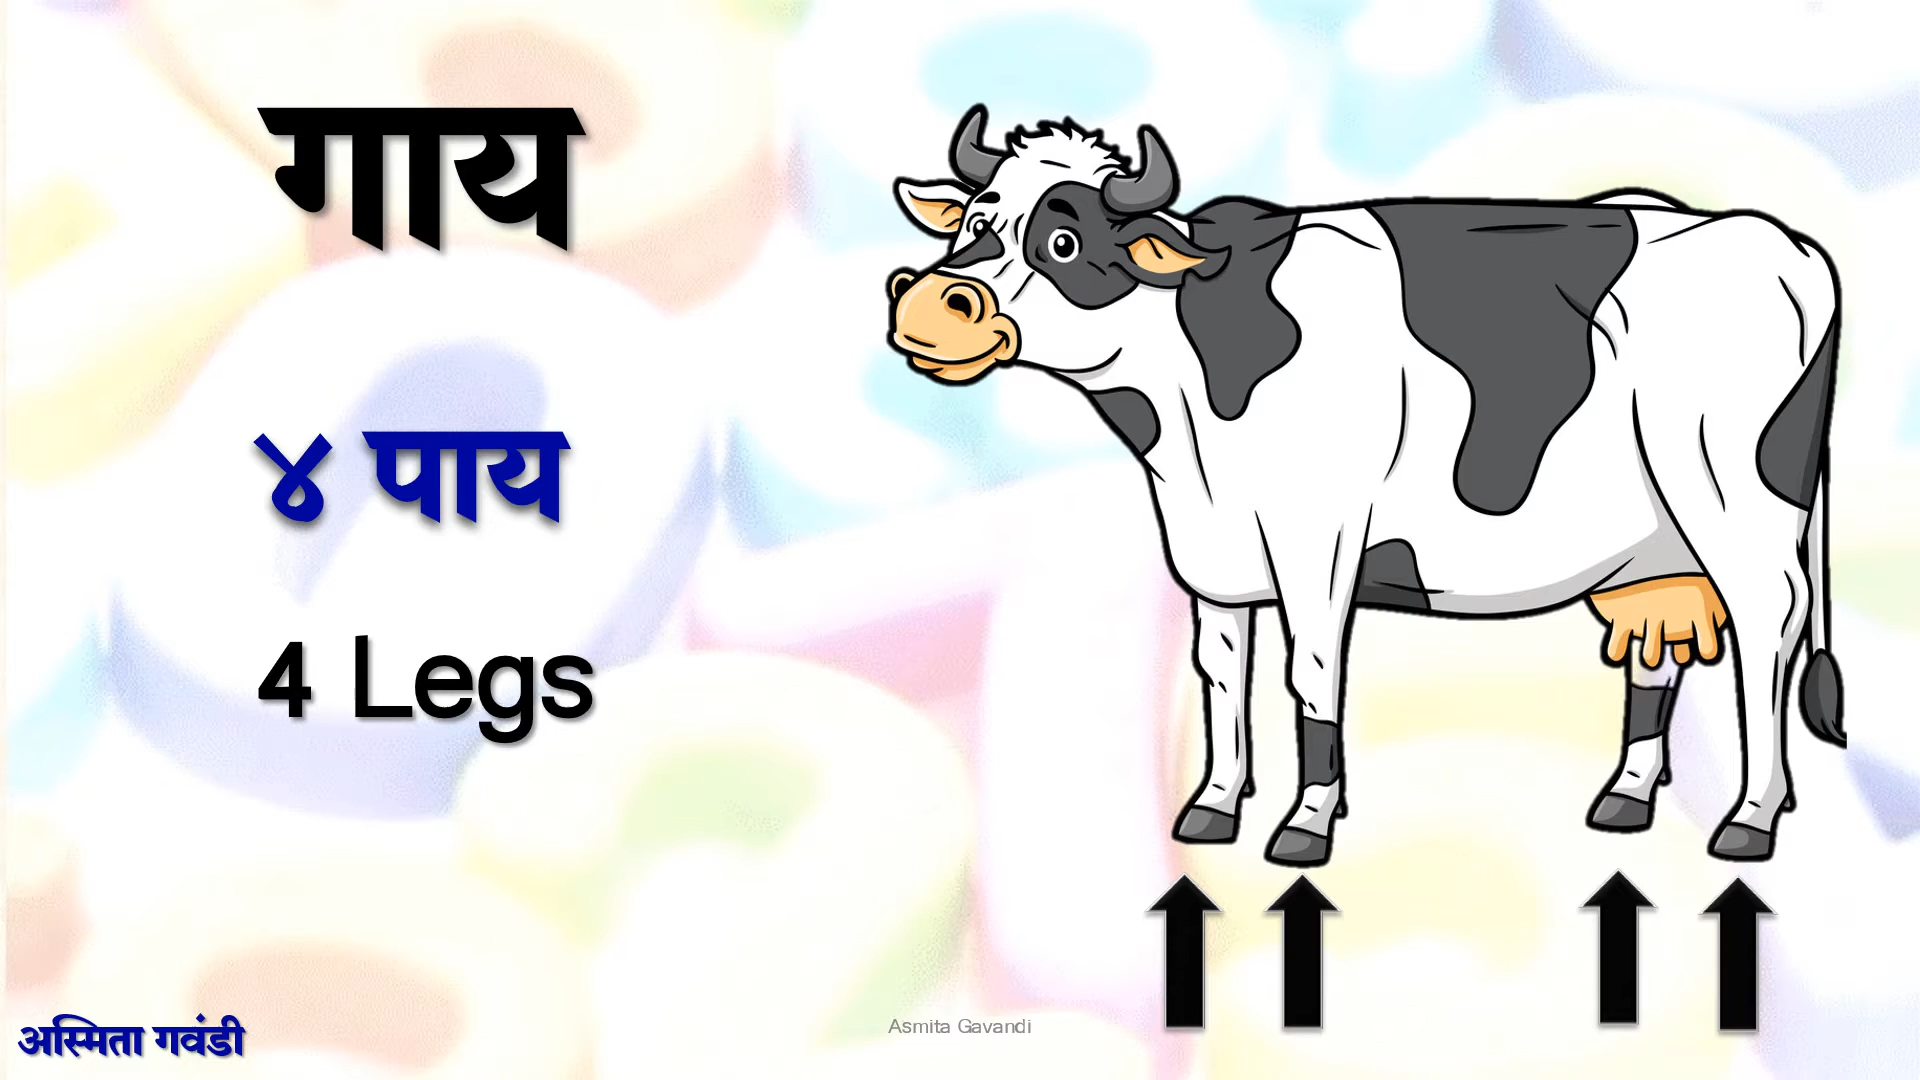 गाय
४ पाय
4 Legs
अस्मिता गवंडी
Asmita Gavandi